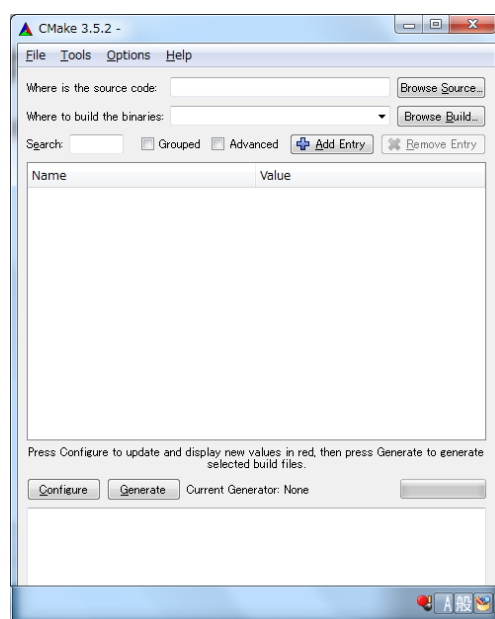 CMake 3.5.2 -
File Tools Options Help
Where is the source code: Browse Source...
Where to build the binaries: Browse Build...
Search: Grouped Advanced Add Entry Remove Entry
Name Value
Press Configure to update and display new values in red, then press Generate to generate
selected build files.
Configure Generate Current Generator: None
A 般